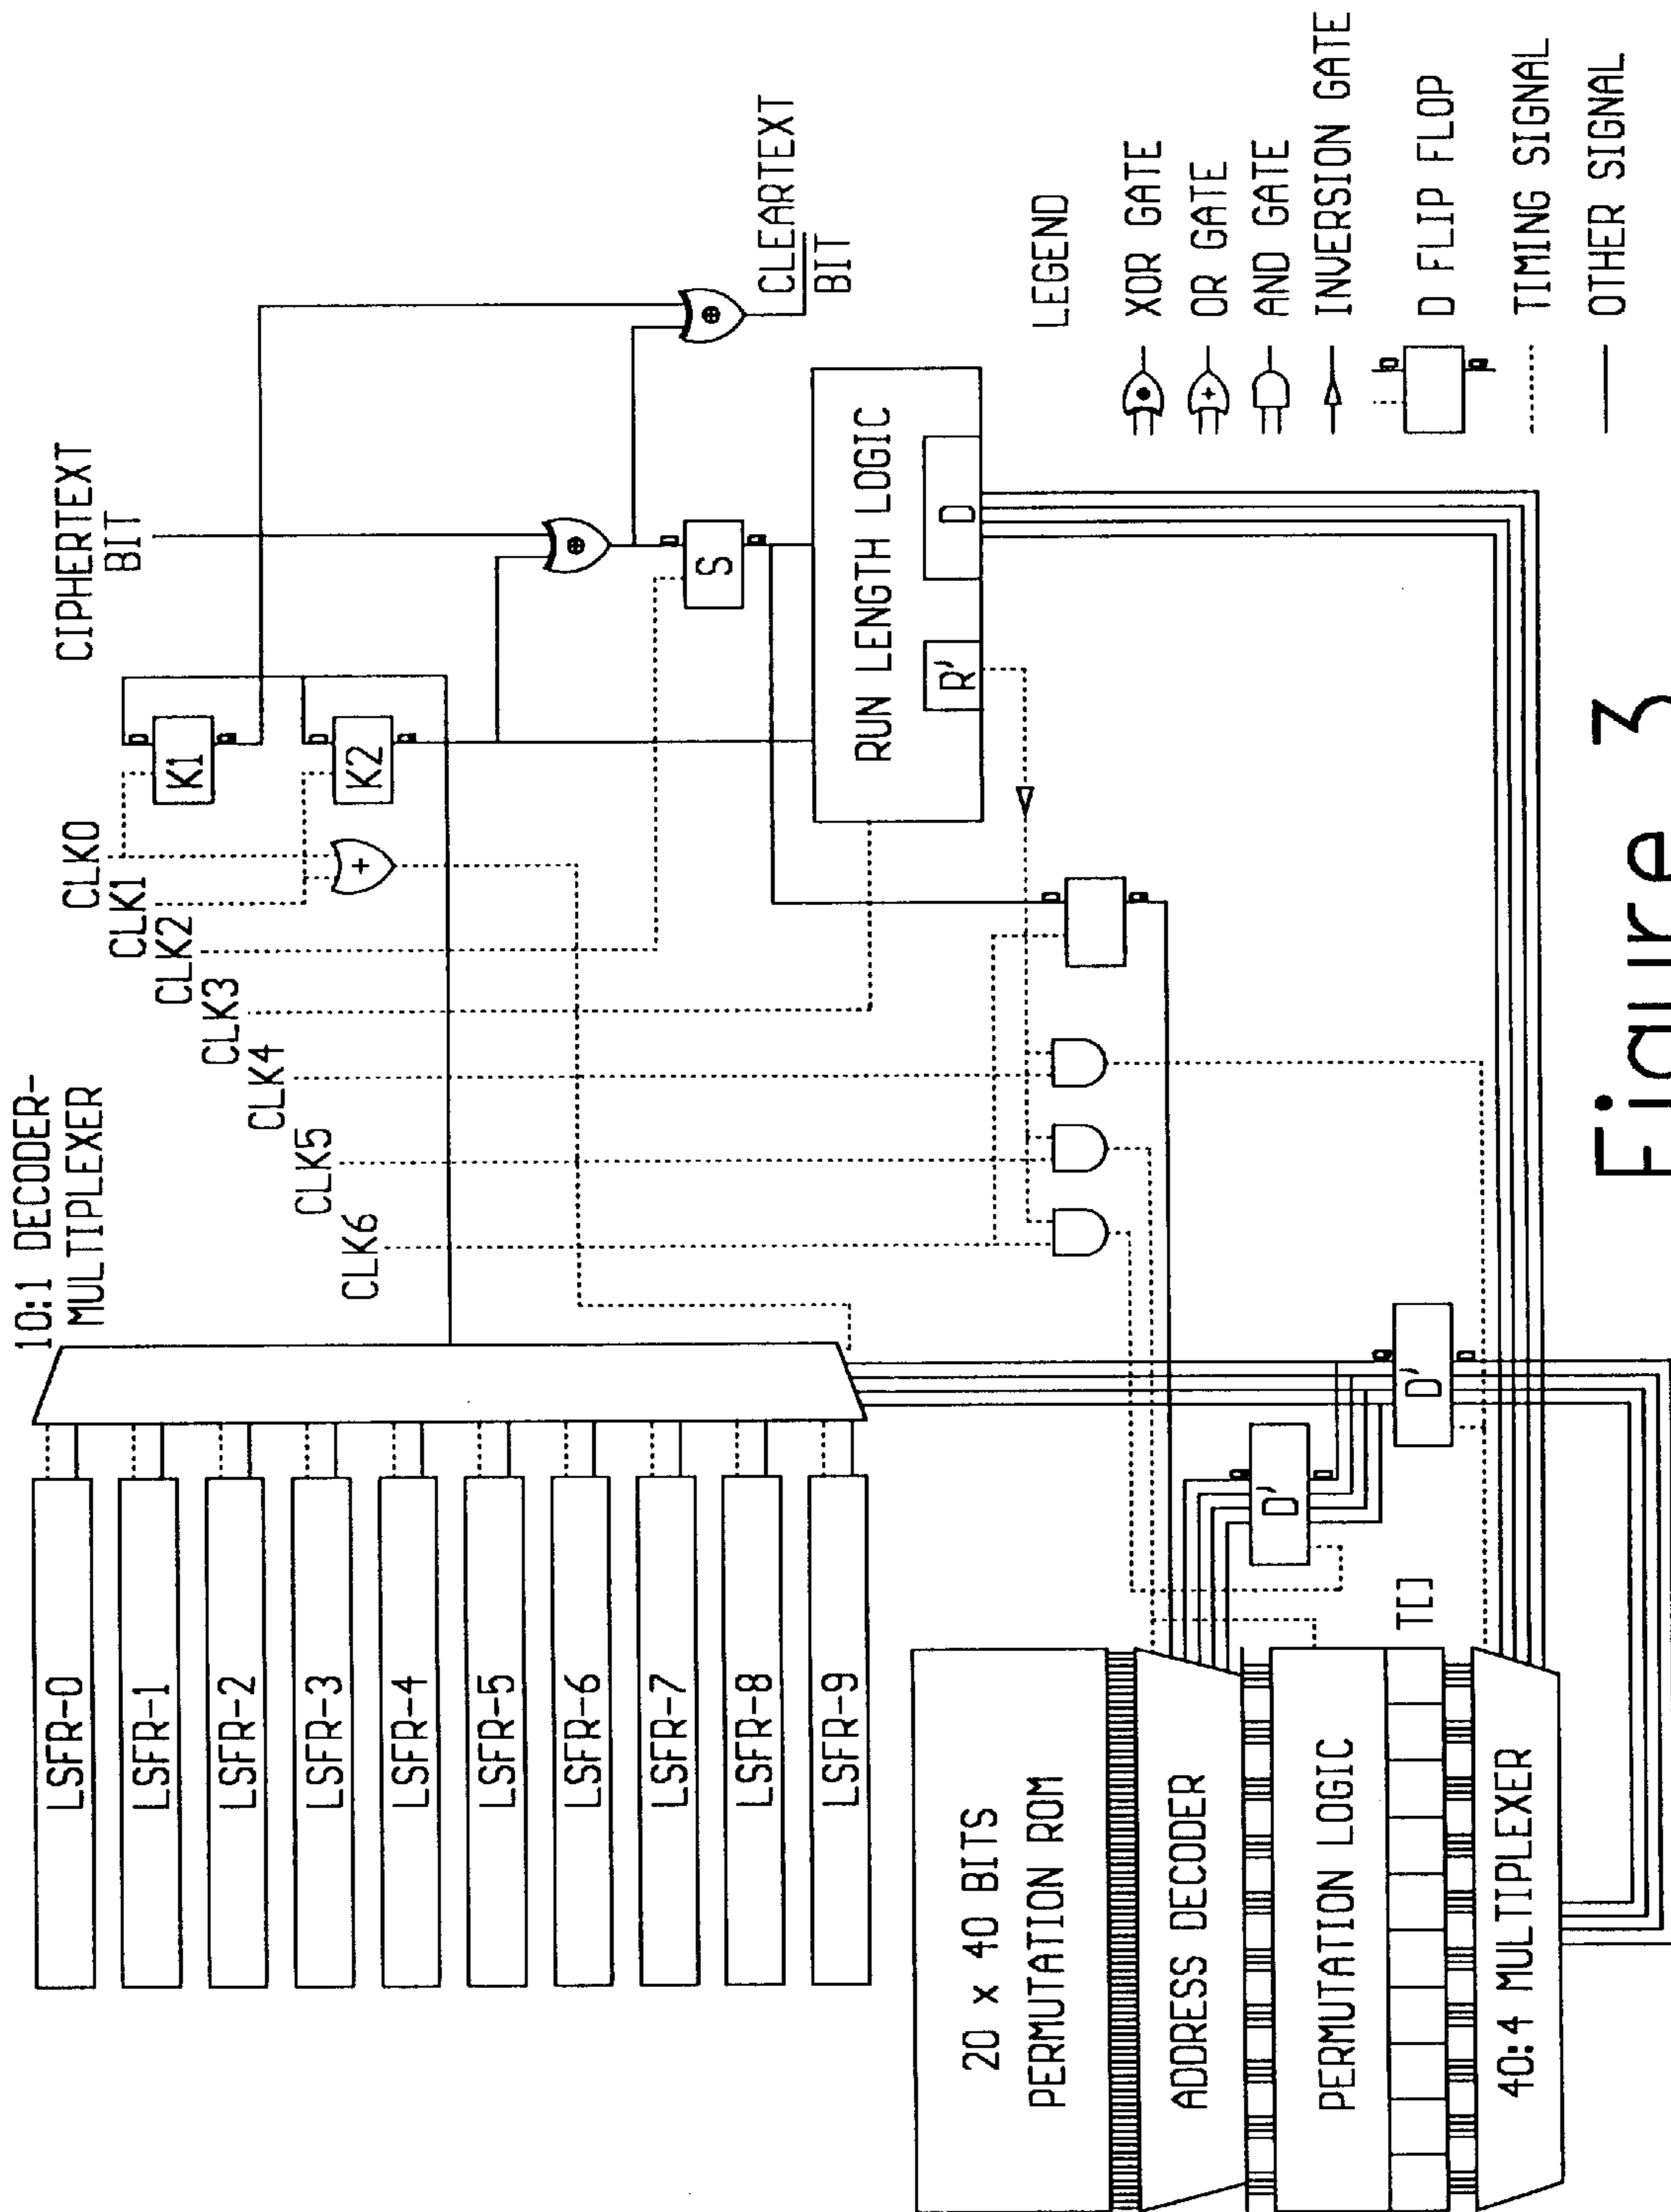 10:1 DECODER-
MULTIPLEXER
LSFR-0
LSFR-1
LSFR-2
LSFR-3
LSFR-4
LSFR-5
LSFR-6
LSFR-7
LSFR-8
LSFR-9
CLK0
CLK1
CLK2
CLK3
CLK4
CLK5
CLK6
K1
K2
CIPHERTEXT
BIT
S
CLEARTEXT
BIT
RUN LENGTH LOGIC
R'
D
20 x 40 BITS
PERMUTATION ROM
ADDRESS DECODER
PERMUTATION LOGIC
T[]
40:4 MULTIPLEXER
D'
D'
LEGEND
XOR GATE
OR GATE
AND GATE
INVERSION GATE
D FLIP FLOP
TIMING SIGNAL
OTHER SIGNAL
Figure 3